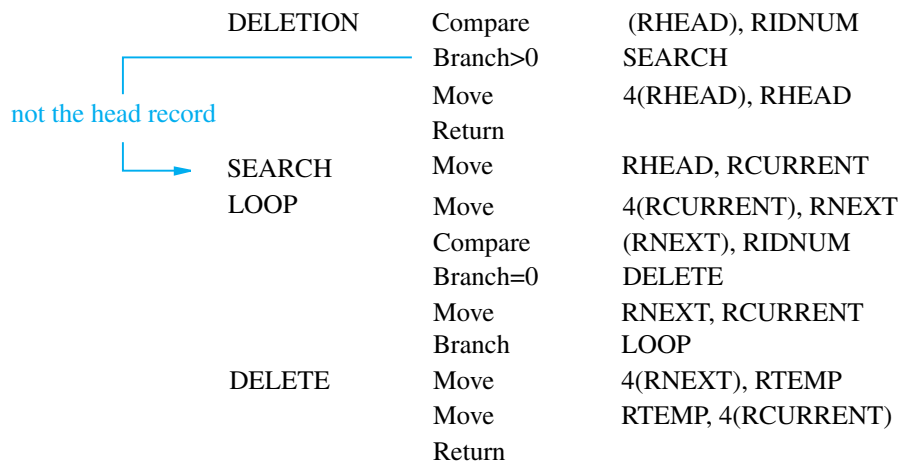 DELETION Compare (RHEAD), RIDNUM
Branch>0 SEARCH
Move 4(RHEAD), RHEAD
not the head record
Return
SEARCH Move RHEAD, RCURRENT
LOOP Move 4(RCURRENT), RNEXT
Compare (RNEXT), RIDNUM
Branch=0 DELETE
Move RNEXT, RCURRENT
Branch LOOP
DELETE Move 4(RNEXT), RTEMP
Move RTEMP, 4(RCURRENT)
Return